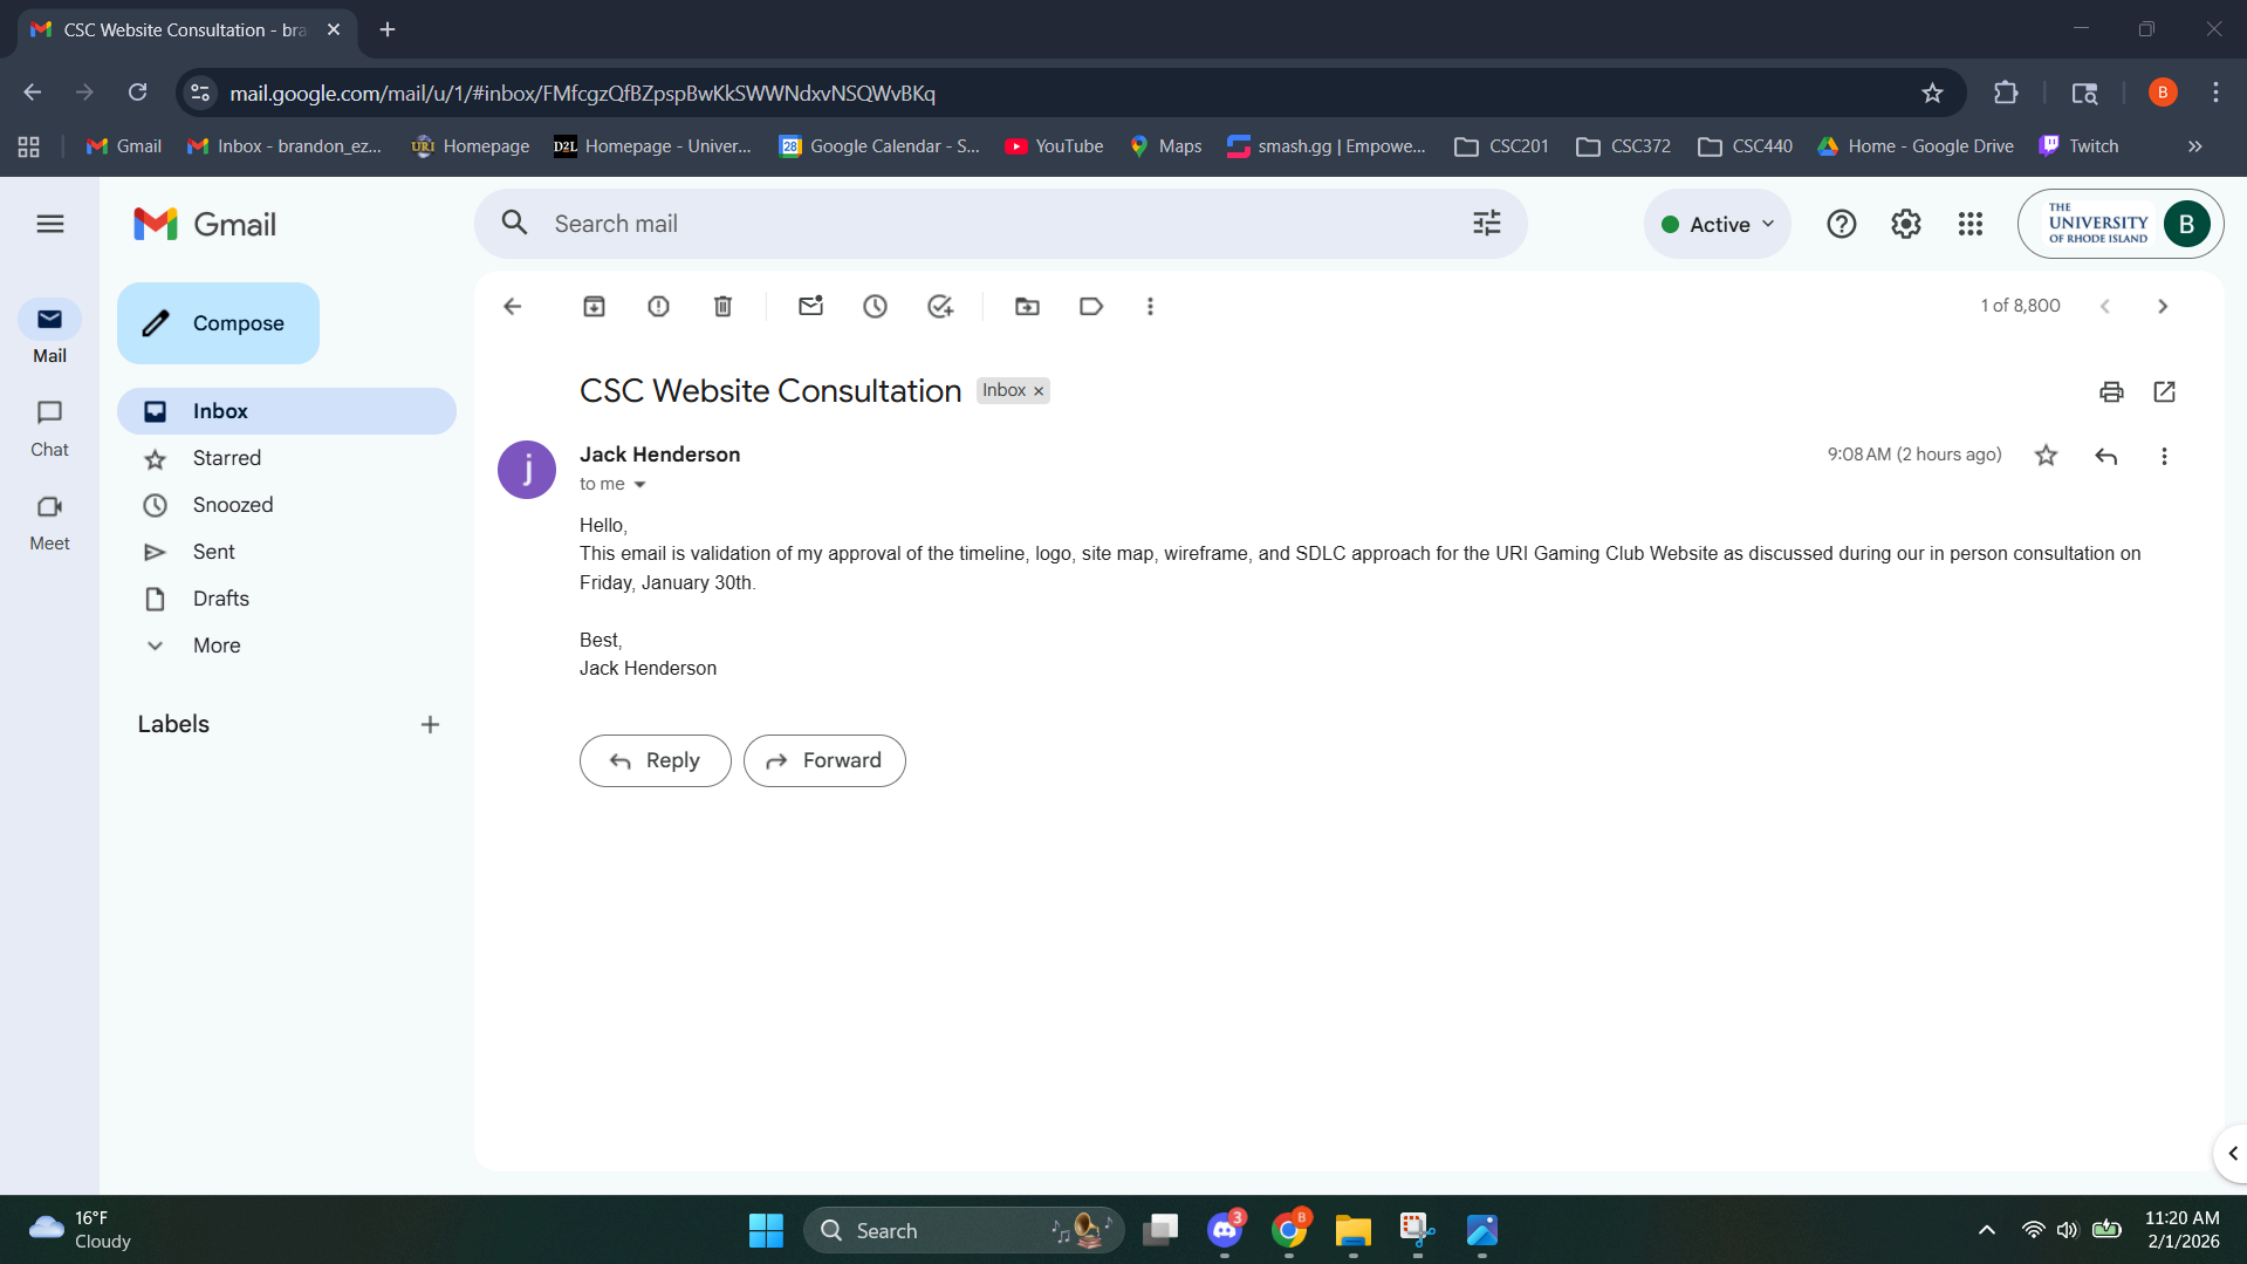 CSC Website Consultation - bra
mail.google.com/mail/u/1/#inbox/FMfcgzQfBZpspBwKkSWWNdxvNSQWvBKq
B
Gmail
Inbox - brandon_ez...
URI Homepage
D2L Homepage - Univer...
28 Google Calendar - S...
YouTube
Maps
smash.gg | Empowe...
CSC201
CSC372
CSC440
Home - Google Drive
Twitch
Gmail
Search mail
Active
THE
UNIVERSITY
OF RHODE ISLAND
B
Compose
1 of 8,800
Mail
CSC Website Consultation
Inbox ×
Inbox
Chat
Jack Henderson
9:08 AM (2 hours ago)
j
to me
Starred
Snoozed
Meet
Sent
Drafts
More
Hello,
This email is validation of my approval of the timeline, logo, site map, wireframe, and SDLC approach for the URI Gaming Club Website as discussed during our in person consultation on
Friday, January 30th.
Best,
Jack Henderson
Labels
Reply
Forward
16°F
Cloudy
Search
3
B
11:20 AM
2/1/2026